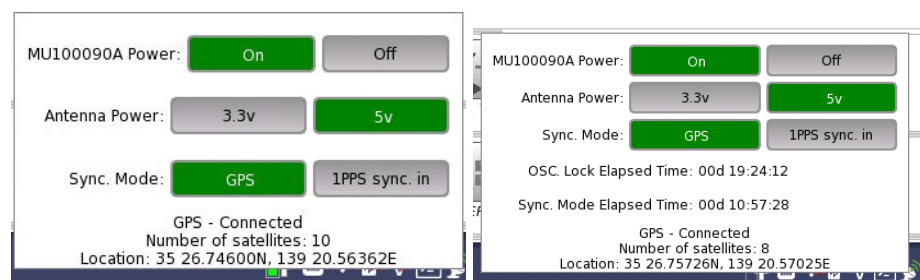 MU100090A Power: On Off
Antenna Power: 3.3v 5v
Sync. Mode: GPS 1PPS sync. in
GPS - Connected
Number of satellites: 10
Location: 35 26.74600N, 139 20.56362E
MU100090A Power: On Off
Antenna Power: 3.3v 5v
Sync. Mode: GPS 1PPS sync. in
OSC. Lock Elapsed Time: 00d 19:24:12
Sync. Mode Elapsed Time: 00d 10:57:28
GPS - Connected
Number of satellites: 8
Location: 35 26.75726N, 139 20.57025E